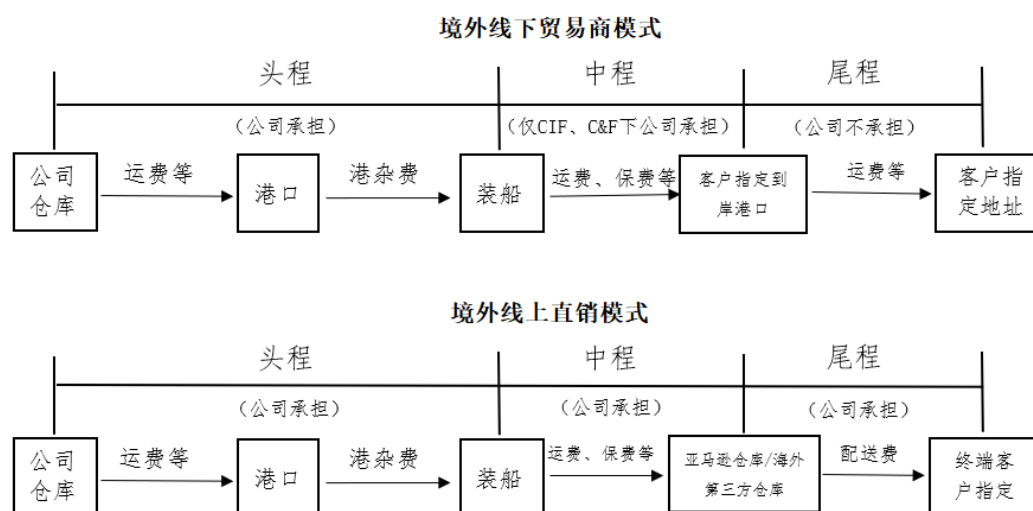 境外线下贸易商模式
头程
中程
尾程
（公司承担）
（仅CIF、C&F下公司承担）
（公司不承担）
公司
仓库
运费等
港口
港杂费
装船
运费、保费等
客户指定到
岸港口
运费等
客户指
定地址
境外线上直销模式
头程
中程
尾程
（公司承担）
（公司承担）
（公司承担）
公司
仓库
运费等
港口
港杂费
装船
运费、保费等
亚马逊仓库/海外
第三方仓库
配送费
终端客
户指定